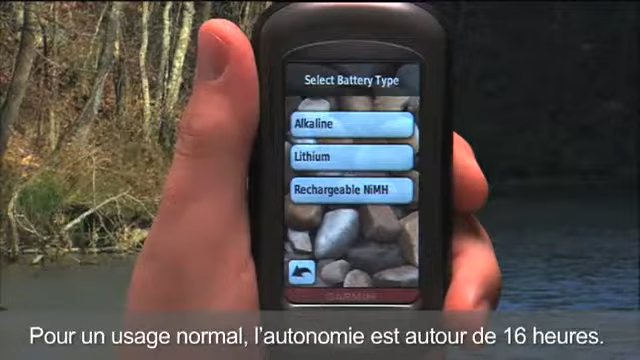 Select Battery Type
Alkaline
Lithium
Rechargeable NiMH
GARMIN
Pour un usage normal, l'autonomie est autour de 16 heures.